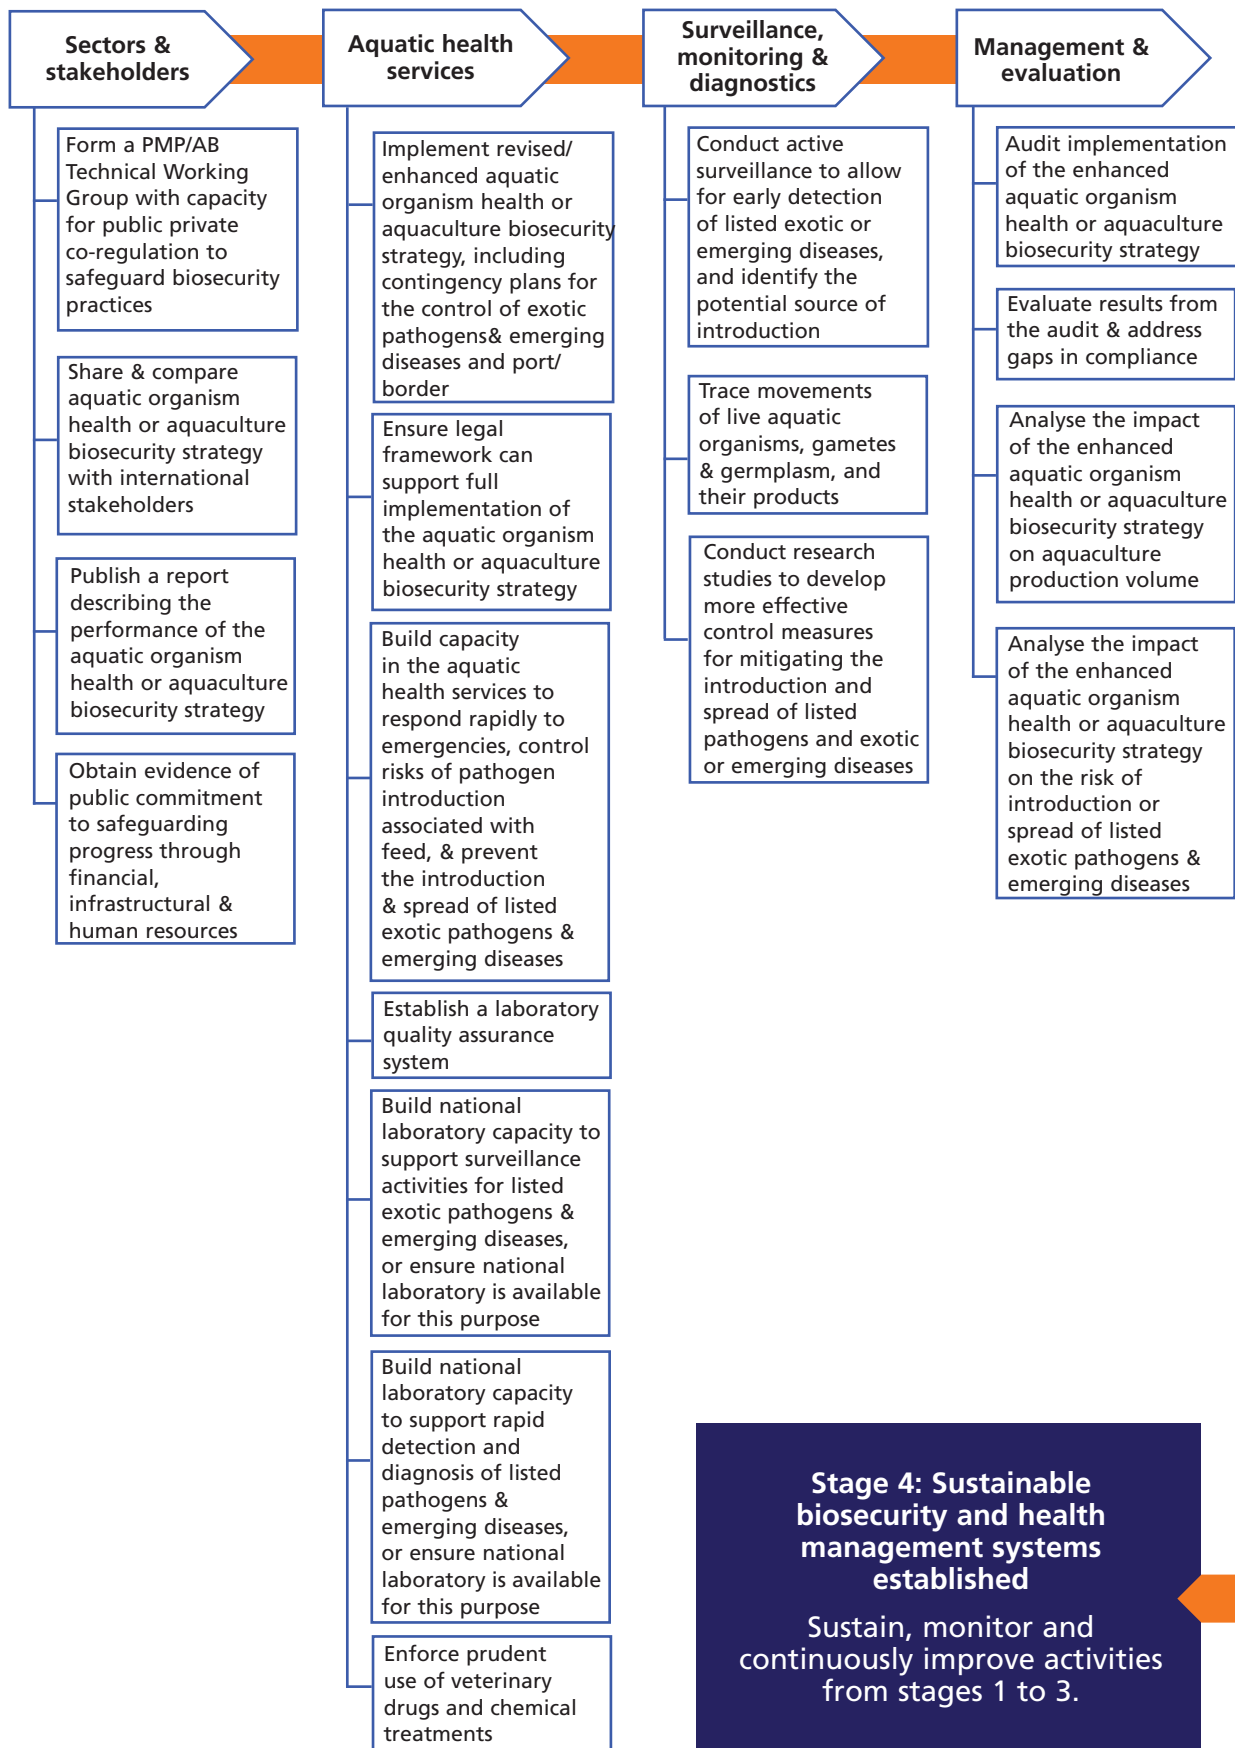 Sectors &
stakeholders
Form a PMP/AB
Technical Working
Group with capacity
for public private
co-regulation to
safeguard biosecurity
practices
Share & compare
aquatic organism
health or aquaculture
biosecurity strategy
with international
stakeholders
Publish a report
describing the
performance of the
aquatic organism
health or aquaculture
biosecurity strategy
Obtain evidence of
public commitment
to safeguarding
progress through
financial,
infrastructural &
human resources
Aquatic health
services
Implement revised/
enhanced aquatic
organism health or
aquaculture biosecurity
strategy, including
contingency plans for
the control of exotic
pathogens& emerging
diseases and port/
border
Ensure legal
framework can
support full
implementation of
the aquatic organism
health or aquaculture
biosecurity strategy
Build capacity
in the aquatic
health services to
respond rapidly to
emergencies, control
risks of pathogen
introduction
associated with
feed, & prevent
the introduction
& spread of listed
exotic pathogens &
emerging diseases
Establish a laboratory
quality assurance
system
Build national
laboratory capacity to
support surveillance
activities for listed
exotic pathogens &
emerging diseases,
or ensure national
laboratory is available
for this purpose
Build national
laboratory capacity
to support rapid
detection and
diagnosis of listed
pathogens &
emerging diseases,
or ensure national
laboratory is available
for this purpose
Enforce prudent
use of veterinary
drugs and chemical
treatments
Surveillance,
monitoring &
diagnostics
Conduct active
surveillance to allow
for early detection
of listed exotic or
emerging diseases,
and identify the
potential source of
introduction
Trace movements
of live aquatic
organisms, gametes
& germplasm, and
their products
Conduct research
studies to develop
more effective
control measures
for mitigating the
introduction and
spread of listed
pathogens and exotic
or emerging diseases
Management &
evaluation
Audit implementation
of the enhanced
aquatic organism
health or aquaculture
biosecurity strategy
Evaluate results from
the audit & address
gaps in compliance
Analyse the impact
of the enhanced
aquatic organism
health or aquaculture
biosecurity strategy
on aquaculture
production volume
Analyse the impact
of the enhanced
aquatic organism
health or aquaculture
biosecurity strategy
on the risk of
introduction or
spread of listed
exotic pathogens &
emerging diseases
Stage 4: Sustainable
biosecurity and health
management systems
established
Sustain, monitor and
continuously improve activities
from stages 1 to 3.